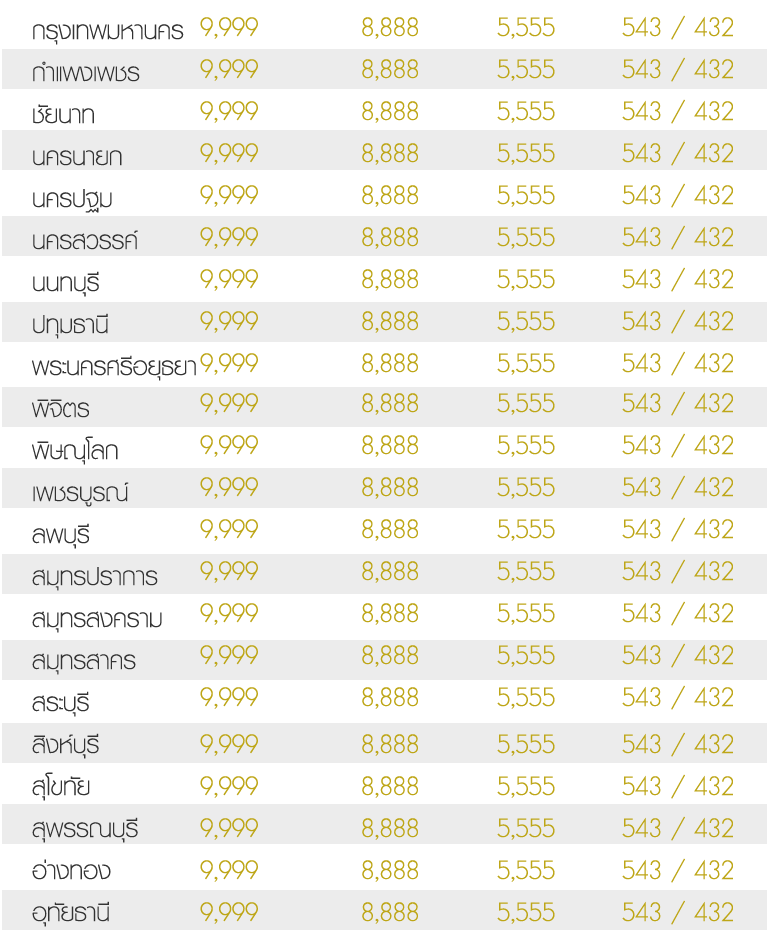 กรุงเทพมหานคร 9,999 8,888 5,555 543 / 432
กำแพงเพชร 9,999 8,888 5,555 543 / 432
ชัยนาท 9,999 8,888 5,555 543 / 432
นครนายก 9,999 8,888 5,555 543 / 432
นครปฐม 9,999 8,888 5,555 543 / 432
นครสวรรค์ 9,999 8,888 5,555 543 / 432
นนทบุรี 9,999 8,888 5,555 543 / 432
ปทุมธานี 9,999 8,888 5,555 543 / 432
พระนครศรีอยุธยา 9,999 8,888 5,555 543 / 432
พิจิตร 9,999 8,888 5,555 543 / 432
พิษณุโลก 9,999 8,888 5,555 543 / 432
เพชรบูรณ์ 9,999 8,888 5,555 543 / 432
ลพบุรี 9,999 8,888 5,555 543 / 432
สมุทรปราการ 9,999 8,888 5,555 543 / 432
สมุทรสงคราม 9,999 8,888 5,555 543 / 432
สมุทรสาคร 9,999 8,888 5,555 543 / 432
สระบุรี 9,999 8,888 5,555 543 / 432
สิงห์บุรี 9,999 8,888 5,555 543 / 432
สุโขทัย 9,999 8,888 5,555 543 / 432
สุพรรณบุรี 9,999 8,888 5,555 543 / 432
อ่างทอง 9,999 8,888 5,555 543 / 432
อุทัยธานี 9,999 8,888 5,555 543 / 432